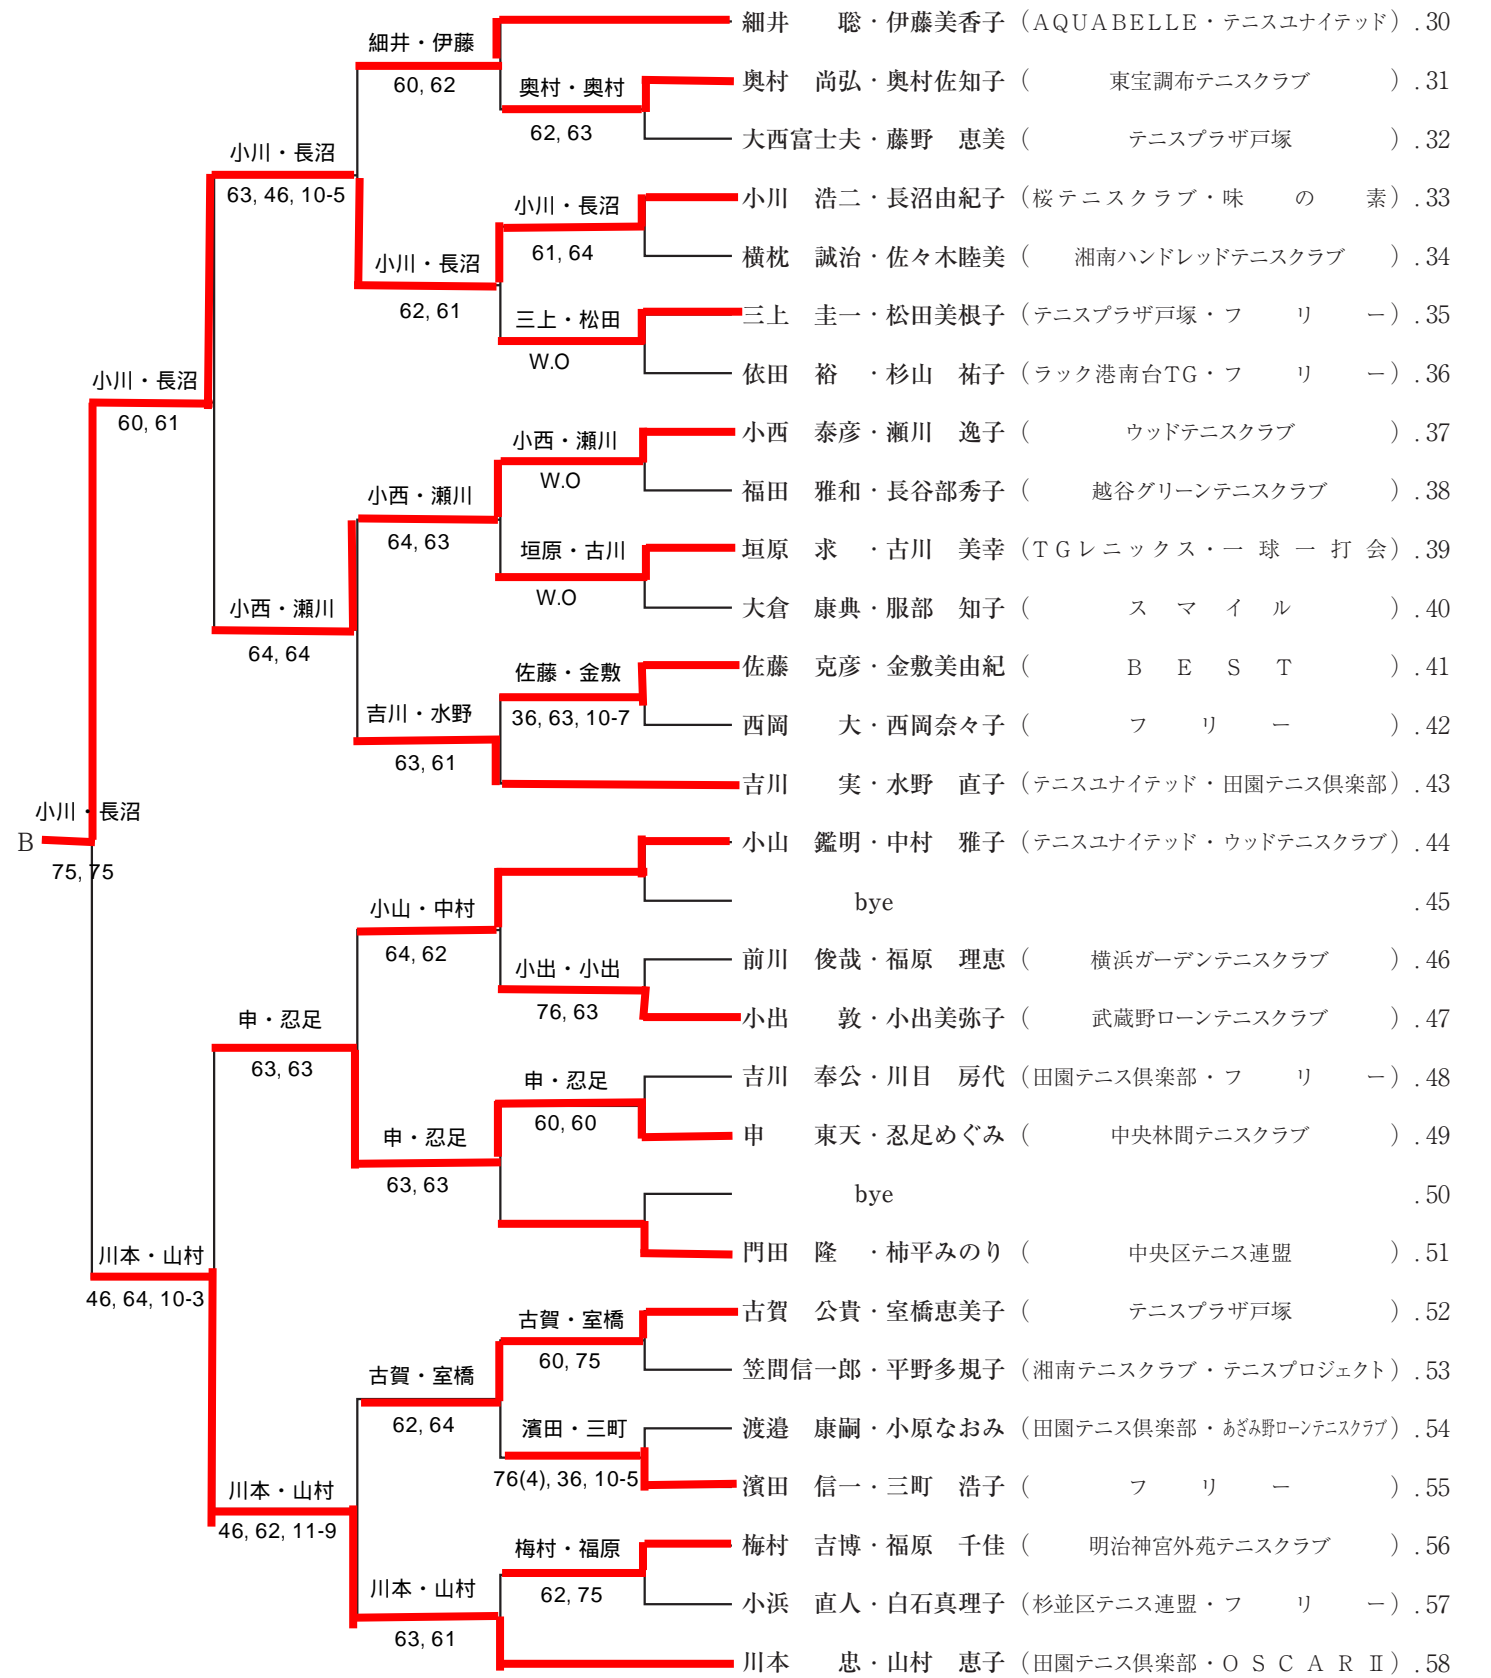 細井 聡・伊藤美香子 (AQUABELLE・テニスユナイテッド) . 30
細井・伊藤
60, 62
奥村・奥村
奥村 尚弘・奥村佐知子 ( 東宝調布テニスクラブ ) . 31
62, 63
大西富士夫・藤野 恵美 ( テニスプラザ戸塚 ) . 32
小川・長沼
63, 46, 10-5
小川・長沼
小川 浩二・長沼由紀子 (桜テニスクラブ・味 の 素) . 33
61, 64
横枕 誠治・佐々木睦美 ( 湘南ハンドレッドテニスクラブ ) . 34
小川・長沼
62, 61
三上・松田
三上 圭一・松田美根子 (テニスプラザ戸塚・フ リ ー) . 35
W.O
依田 裕 ・杉山 祐子 (ラック港南台TG・フ リ ー) . 36
小川・長沼
60, 61
小西・瀬川
小西 泰彦・瀬川 逸子 ( ウッドテニスクラブ ) . 37
W.O
福田 雅和・長谷部秀子 ( 越谷グリーンテニスクラブ ) . 38
小西・瀬川
64, 63
垣原・古川
垣原 求 ・古川 美幸 (TGレニックス・一 球 一 打 会) . 39
W.O
大倉 康典・服部 知子 ( ス マ イ ル ) . 40
小西・瀬川
64, 64
佐藤・金敷
佐藤 克彦・金敷美由紀 ( B E S T ) . 41
36, 63, 10-7
西岡 大・西岡奈々子 ( フ リ ー ) . 42
吉川・水野
63, 61
吉川 実・水野 直子 (テニスユナイテッド・田園テニス倶楽部) . 43
小川・長沼
B
75, 75
小山 鑑明・中村 雅子 (テニスユナイテッド・ウッドテニスクラブ) . 44
bye . 45
小山・中村
64, 62
小出・小出
前川 俊哉・福原 理恵 ( 横浜ガーデンテニスクラブ ) . 46
76, 63
小出 敦・小出美弥子 ( 武蔵野ローンテニスクラブ ) . 47
申・忍足
63, 63
申・忍足
吉川 奉公・川目 房代 (田園テニス倶楽部・フ リ ー) . 48
60, 60
申 東天・忍足めぐみ ( 中央林間テニスクラブ ) . 49
申・忍足
63, 63
bye . 50
門田 隆 ・柿平みのり ( 中央区テニス連盟 ) . 51
川本・山村
46, 64, 10-3
古賀・室橋
古賀 公貴・室橋恵美子 ( テニスプラザ戸塚 ) . 52
60, 75
笠間信一郎・平野多規子 (湘南テニスクラブ・テニスプロジェクト) . 53
古賀・室橋
62, 64
濱田・三町
渡邉 康嗣・小原なおみ (田園テニス倶楽部・あざみ野ローンテニスクラブ) . 54
76(4), 36, 10-5
濱田 信一・三町 浩子 ( フ リ ー ) . 55
川本・山村
46, 62, 11-9
梅村・福原
梅村 吉博・福原 千佳 ( 明治神宮外苑テニスクラブ ) . 56
62, 75
小浜 直人・白石真理子 (杉並区テニス連盟・フ リ ー) . 57
川本・山村
63, 61
川本 忠・山村 恵子 (田園テニス倶楽部・O S C A R Ⅱ) . 58